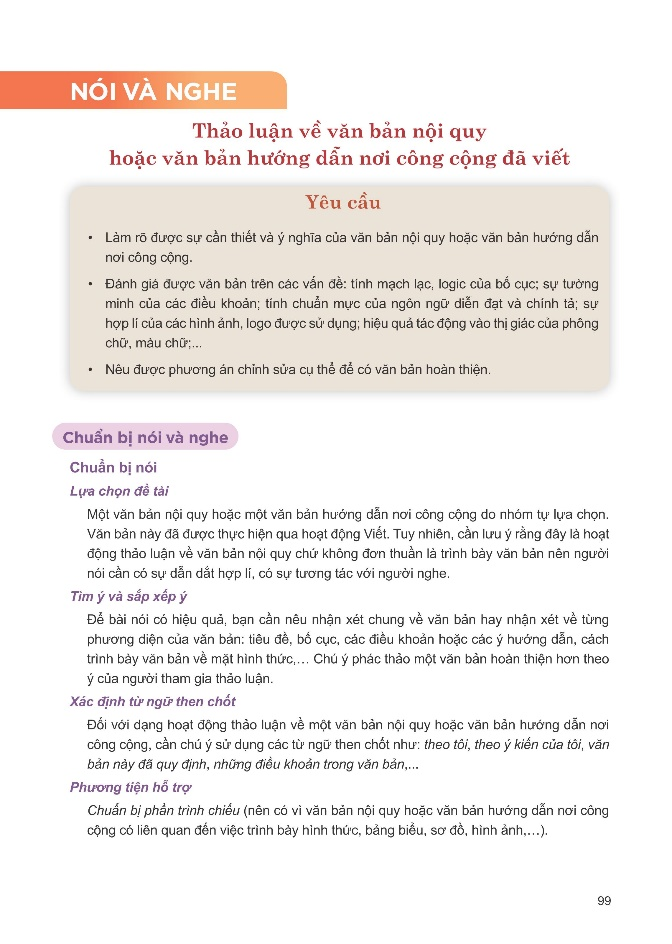 NÓI VÀ NGHE
Thảo luận về văn bản nội quy
hoặc văn bản hướng dẫn nơi công cộng đã viết
Yêu cầu
• Làm rõ được sự cần thiết và ý nghĩa của văn bản nội quy hoặc văn bản hướng dẫn
nơi công cộng.
• Đánh giá được văn bản trên các vấn đề: tính mạch lạc, logic của bố cục; sự tường
minh của các điều khoản; tính chuẩn mực của ngôn ngữ diễn đạt và chính tả; sự
hợp lí của các hình ảnh, logo được sử dụng; hiệu quả tác động vào thị giác của phông
chữ, màu chữ;...
• Nêu được phương án chỉnh sửa cụ thể để có văn bản hoàn thiện.
Chuẩn bị nói và nghe
Chuẩn bị nói
Lựa chọn đề tài
Một văn bản nội quy hoặc một văn bản hướng dẫn nơi công cộng do nhóm tự lựa chọn.
Văn bản này đã được thực hiện qua hoạt động Viết. Tuy nhiên, cần lưu ý rằng đây là hoạt
động thảo luận về văn bản nội quy chứ không đơn thuần là trình bày văn bản nên người
nói cần có sự dẫn dắt hợp lí, có sự tương tác với người nghe.
Tìm ý và sắp xếp ý
Để bài nói có hiệu quả, bạn cần nêu nhận xét chung về văn bản hay nhận xét về từng
phương diện của văn bản: tiêu đề, bố cục, các điều khoản hoặc các ý hướng dẫn, cách
trình bày văn bản về mặt hình thức,… Chú ý phác thảo một văn bản hoàn thiện hơn theo
ý của người tham gia thảo luận.
Xác định từ ngữ then chốt
Đối với dạng hoạt động thảo luận về một văn bản nội quy hoặc văn bản hướng dẫn nơi
công cộng, cần chú ý sử dụng các từ ngữ then chốt như: theo tôi, theo ý kiến của tôi, văn
bản này đã quy định, những điều khoản trong văn bản,...
Phương tiện hỗ trợ
Chuẩn bị phần trình chiếu (nên có vì văn bản nội quy hoặc văn bản hướng dẫn nơi công
cộng có liên quan đến việc trình bày hình thức, bảng biểu, sơ đồ, hình ảnh,…).
99